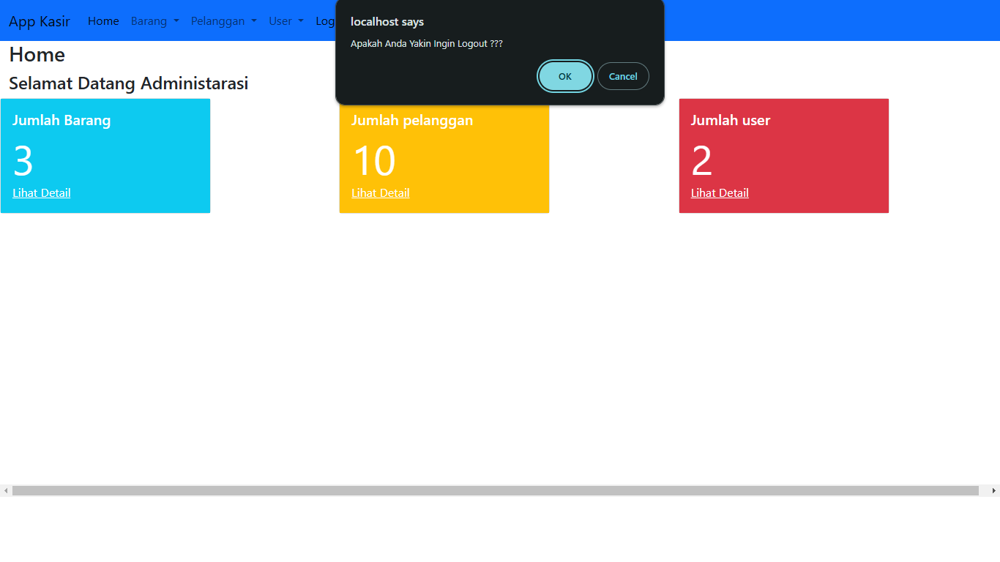 App Kasir Home Barang Pelanggan User Log
localhost says
Apakah Anda Yakin Ingin Logout ???
OK Cancel
Home
Selamat Datang Administarasi
Jumlah Barang
3
Lihat Detail
Jumlah pelanggan
10
Lihat Detail
Jumlah user
2
Lihat Detail